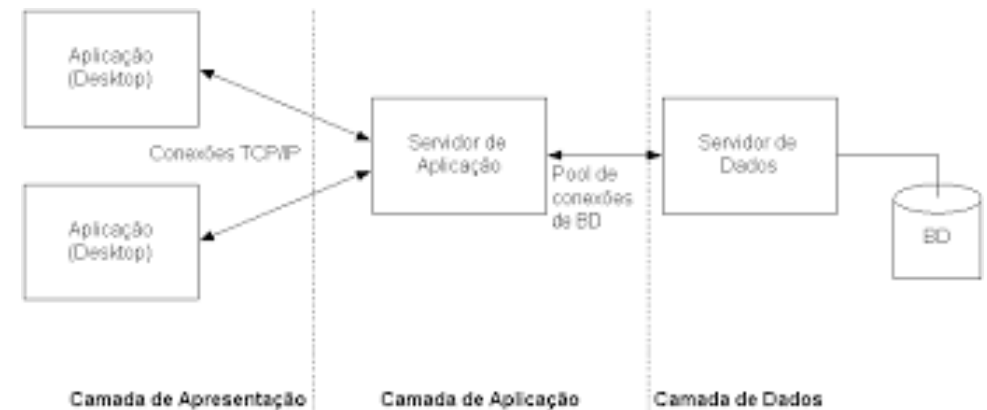 Aplicação
(Desktop)
Conexões TCP/IP
Aplicação
(Desktop)
Servidor de
Aplicação
Pool de
conexões
de BD
Servidor de
Dados
BD
Camada de Apresentação
Camada de Aplicação
Camada de Dados